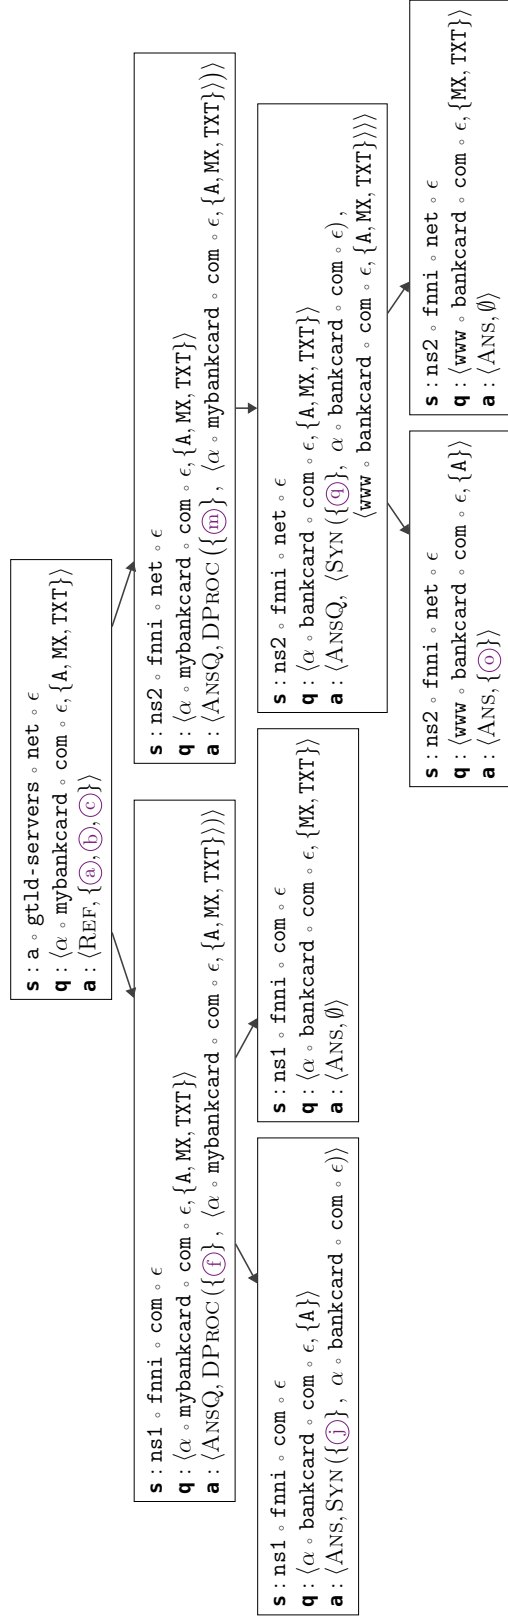 s : a ∘ gtld-servers ∘ net ∘ ϵ
q : ⟨α ∘ mybankcard ∘ com ∘ ϵ, {A, MX, TXT}⟩
a : ⟨REF, {ⓐ, ⓑ, ⓒ}⟩
s : ns1 ∘ fnni ∘ com ∘ ϵ
q : ⟨α ∘ mybankcard ∘ com ∘ ϵ, {A, MX, TXT}⟩
a : ⟨ANSQ, DPROC ({ⓕ}, ⟨α ∘ mybankcard ∘ com ∘ ϵ, {A, MX, TXT}⟩)⟩
s : ns2 ∘ fnni ∘ net ∘ ϵ
q : ⟨α ∘ mybankcard ∘ com ∘ ϵ, {A, MX, TXT}⟩
a : ⟨ANSQ, DPROC ({ⓜ}, ⟨α ∘ mybankcard ∘ com ∘ ϵ, {A, MX, TXT}⟩)⟩
s : ns1 ∘ fnni ∘ com ∘ ϵ
q : ⟨α ∘ bankcard ∘ com ∘ ϵ, {A}⟩
a : ⟨ANS, SYN ({ⓙ}, α ∘ bankcard ∘ com ∘ ϵ)⟩
s : ns1 ∘ fnni ∘ com ∘ ϵ
q : ⟨α ∘ bankcard ∘ com ∘ ϵ, {MX, TXT}⟩
a : ⟨ANS, ∅⟩
s : ns2 ∘ fnni ∘ net ∘ ϵ
q : ⟨α ∘ bankcard ∘ com ∘ ϵ, {A, MX, TXT}⟩
a : ⟨ANSQ, ⟨SYN ({ⓠ}, α ∘ bankcard ∘ com ∘ ϵ) ,
⟨www ∘ bankcard ∘ com ∘ ϵ, {A, MX, TXT}⟩⟩⟩
s : ns2 ∘ fnni ∘ net ∘ ϵ
q : ⟨www ∘ bankcard ∘ com ∘ ϵ, {A}⟩
a : ⟨ANS, {ⓞ}⟩
s : ns2 ∘ fnni ∘ net ∘ ϵ
q : ⟨www ∘ bankcard ∘ com ∘ ϵ, {MX, TXT}⟩
a : ⟨ANS, ∅⟩